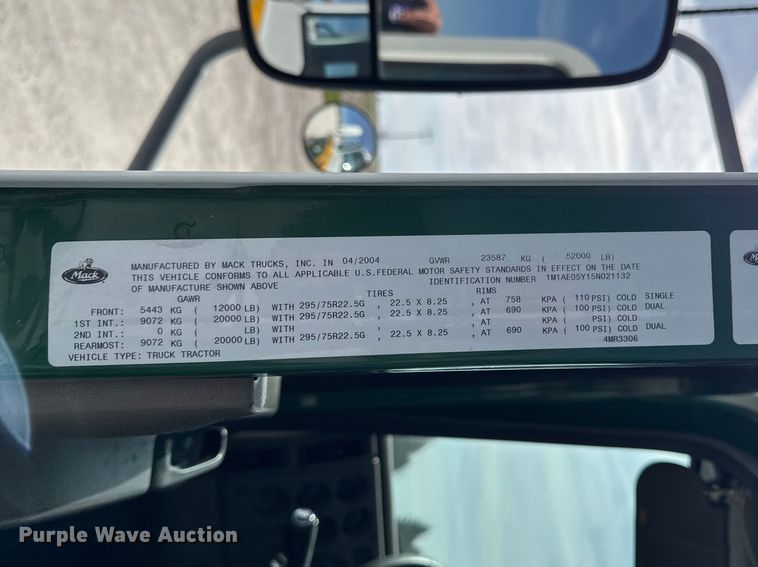 Mack
MANUFACTURED BY MACK TRUCKS, INC. IN 04/2004 GVWR 23587 KG ( 52000 LB)
THIS VEHICLE CONFORMS TO ALL APPLICABLE U.S.FEDERAL MOTOR SAFETY STANDARDS IN EFFECT ON THE DATE
OF MANUFACTURE SHOWN ABOVE IDENTIFICATION NUMBER 1M1AE05Y15N021132
GAWR TIRES RIMS
FRONT: 5443 KG ( 12000 LB) WITH 295/75R22.5G , 22.5 X 8.25 , AT 758 KPA ( 110 PSI) COLD SINGLE
1ST INT.: 9072 KG ( 20000 LB) WITH 295/75R22.5G , 22.5 X 8.25 , AT 690 KPA ( 100 PSI) COLD DUAL
2ND INT.: 0 KG ( LB) WITH , , AT KPA ( PSI) COLD
REARMOST: 9072 KG ( 20000 LB) WITH 295/75R22.5G , 22.5 X 8.25 , AT 690 KPA ( 100 PSI) COLD DUAL
VEHICLE TYPE: TRUCK TRACTOR 4MR3306
Purple Wave Auction